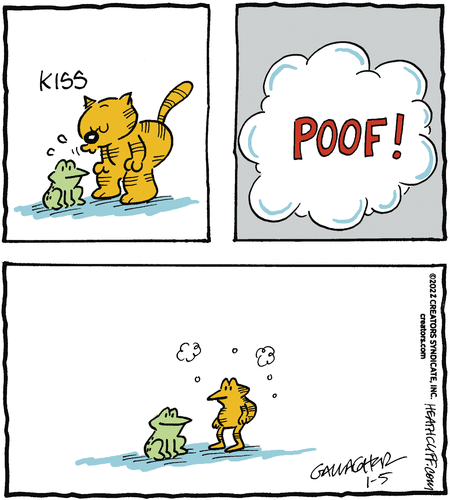 KISS
POOF!
©2022 CREATORS SYNDICATE, INC. HEATHCLIFF.COM
creators.com
GALLAGHER
1-5